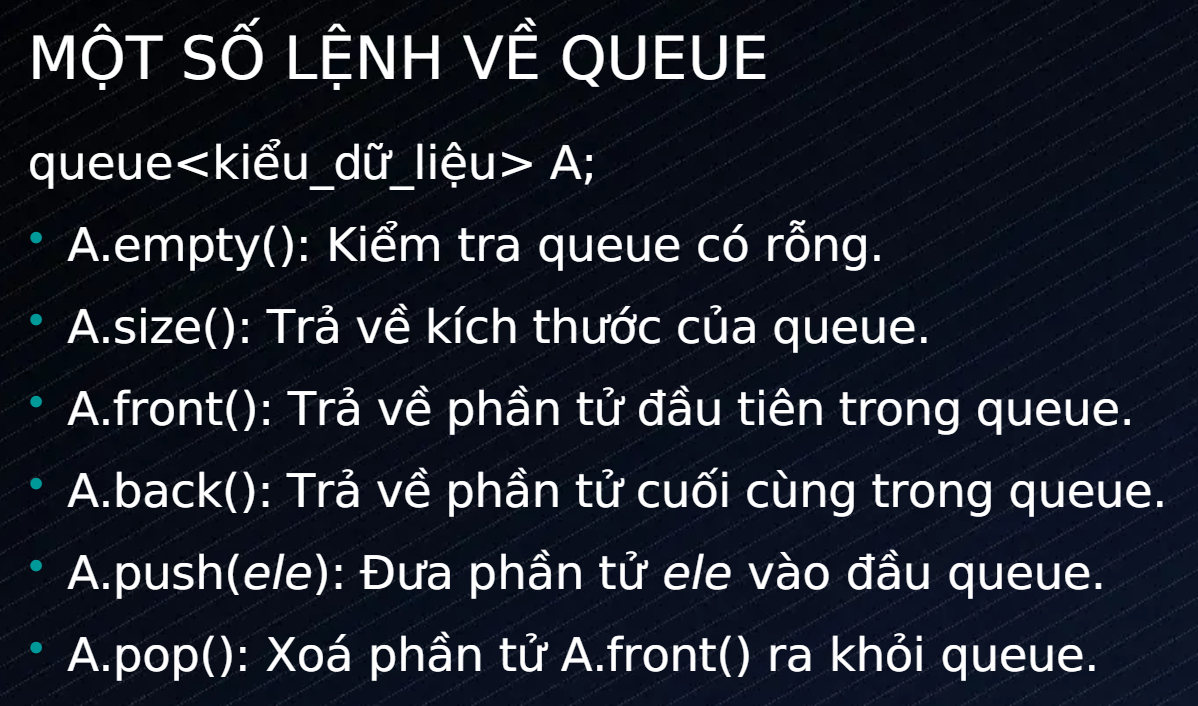 MỘT SỐ LỆNH VỀ QUEUE
queue<kiểu_dữ_liệu> A;
• A.empty(): Kiểm tra queue có rỗng.
• A.size(): Trả về kích thước của queue.
• A.front(): Trả về phần tử đầu tiên trong queue.
• A.back(): Trả về phần tử cuối cùng trong queue.
• A.push(ele): Đưa phần tử ele vào đầu queue.
• A.pop(): Xoá phần tử A.front() ra khỏi queue.